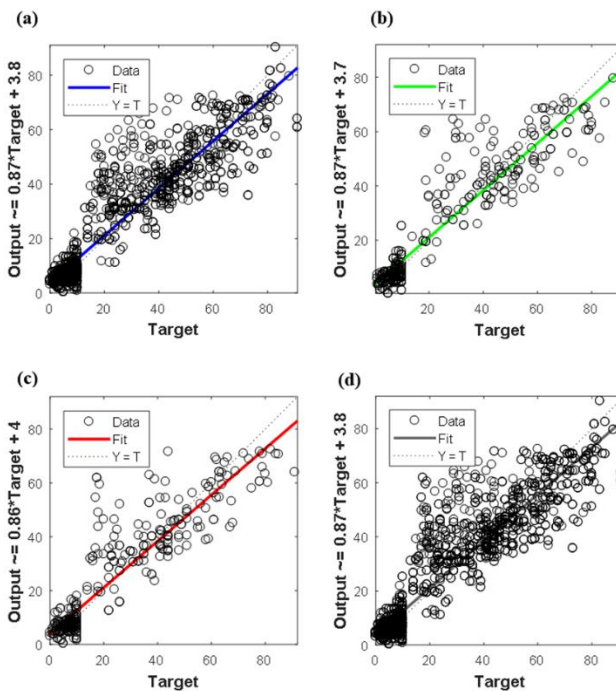 (a)
Output ~= 0.87*Target + 3.8
80
60
40
20
0
Data
Fit
Y = T
0 20 40 60 80
Target
(b)
Output ~= 0.87*Target + 3.7
80
60
40
20
0
Data
Fit
Y = T
0 20 40 60 80
Target
(c)
Output ~= 0.86*Target + 4
80
60
40
20
0
Data
Fit
Y = T
0 20 40 60 80
Target
(d)
Output ~= 0.87*Target + 3.8
80
60
40
20
0
Data
Fit
Y = T
0 20 40 60 80
Target